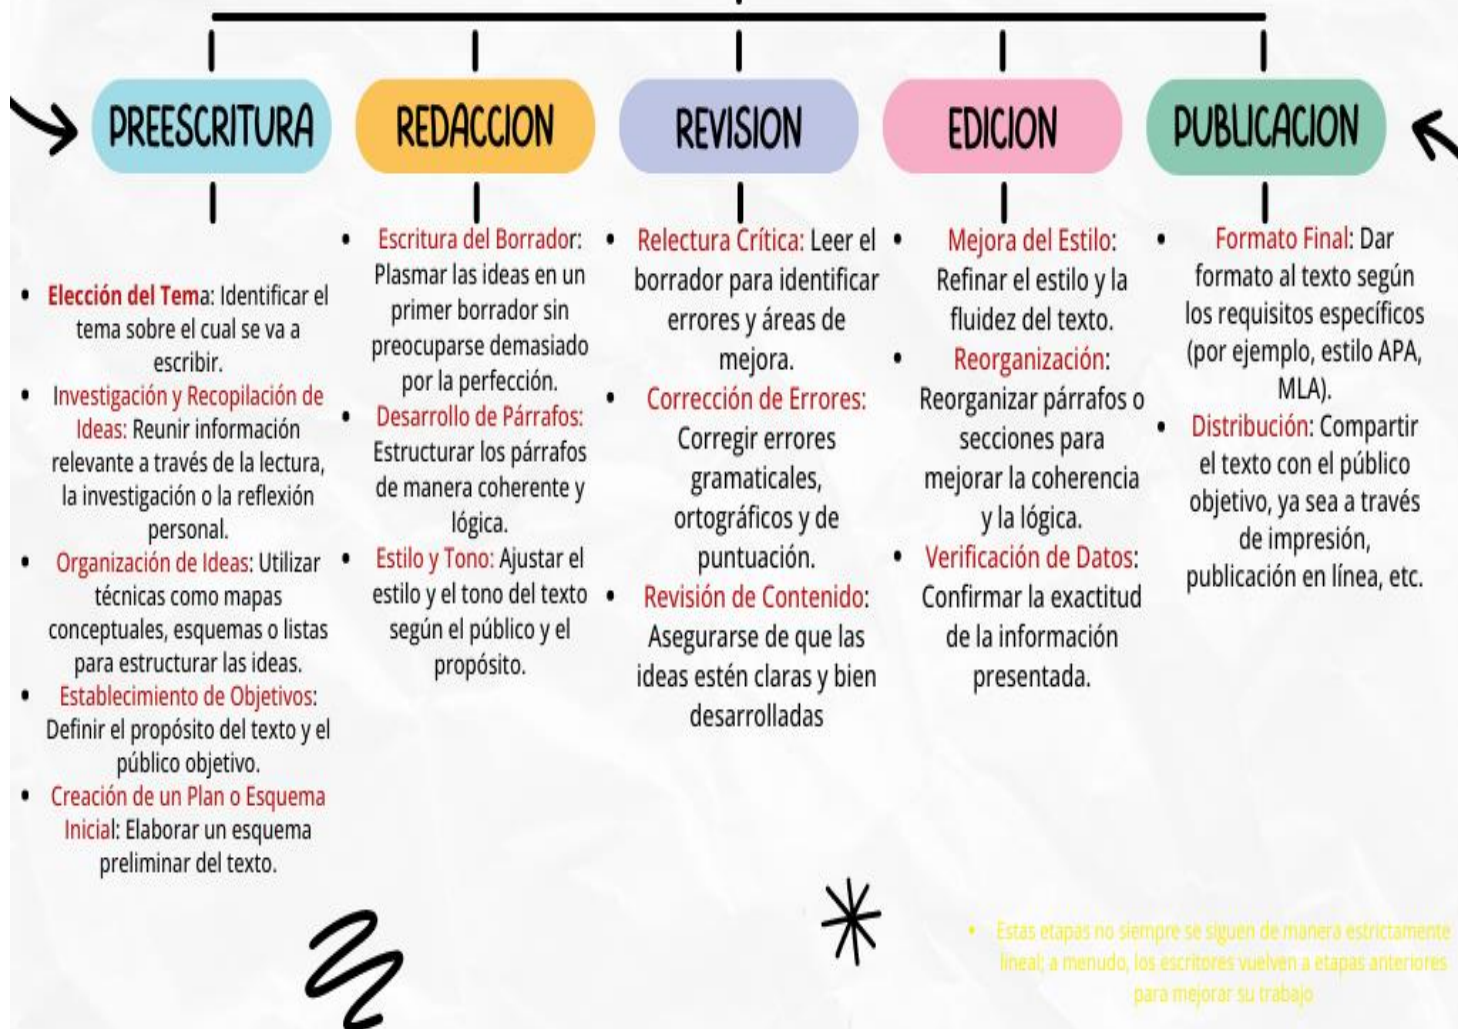 PREESCRITURA
REDACCION
REVISION
EDICION
PUBLICACION
• Elección del Tema: Identificar el
tema sobre el cual se va a
escribir.
• Investigación y Recopilación de
Ideas: Reunir información
relevante a través de la lectura,
la investigación o la reflexión
personal.
• Organización de Ideas: Utilizar
técnicas como mapas
conceptuales, esquemas o listas
para estructurar las ideas.
• Establecimiento de Objetivos:
Definir el propósito del texto y el
público objetivo.
• Creación de un Plan o Esquema
Inicial: Elaborar un esquema
preliminar del texto.
• Escritura del Borrador:
Plasmar las ideas en un
primer borrador sin
preocuparse demasiado
por la perfección.
• Desarrollo de Párrafos:
Estructurar los párrafos
de manera coherente y
lógica.
• Estilo y Tono: Ajustar el
estilo y el tono del texto
según el público y el
propósito.
• Relectura Crítica: Leer el
borrador para identificar
errores y áreas de
mejora.
• Corrección de Errores:
Corregir errores
gramaticales,
ortográficos y de
puntuación.
• Revisión de Contenido:
Asegurarse de que las
ideas estén claras y bien
desarrolladas
• Mejora del Estilo:
Refinar el estilo y la
fluidez del texto.
• Reorganización:
Reorganizar párrafos o
secciones para
mejorar la coherencia
y la lógica.
• Verificación de Datos:
Confirmar la exactitud
de la información
presentada.
• Formato Final: Dar
formato al texto según
los requisitos específicos
(por ejemplo, estilo APA,
MLA).
• Distribución: Compartir
el texto con el público
objetivo, ya sea a través
de impresión,
publicación en línea, etc.
• Estas etapas no siempre se siguen de manera estrictamente
lineal; a menudo, los escritores vuelven a etapas anteriores
para mejorar su trabajo